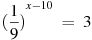 (1/9)^{x-10} = 3